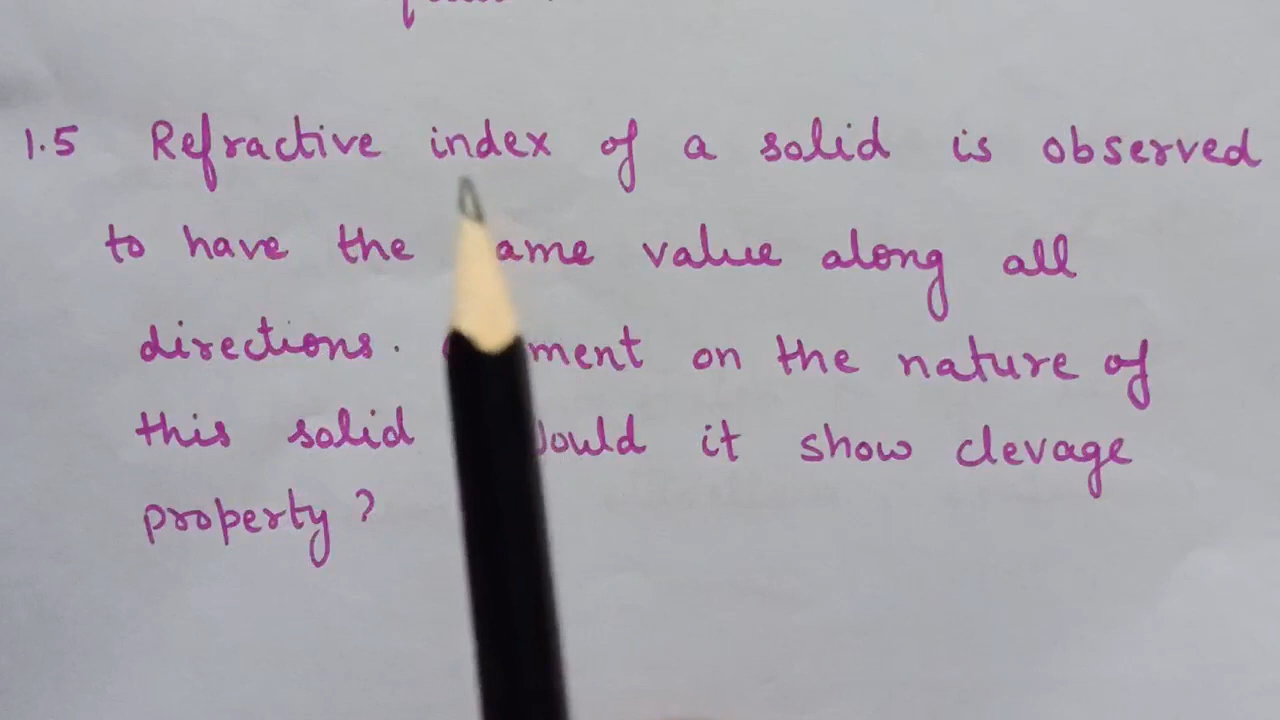 1.5 Refractive index of a solid is observed
to have the ame value along all
directions. ment on the nature of
this solid ould it show clevage
property?